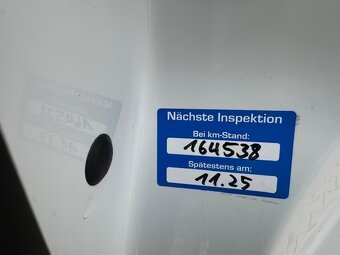 Nächste Inspektion
Bei km-Stand:
164538
Spätestens am:
11.25